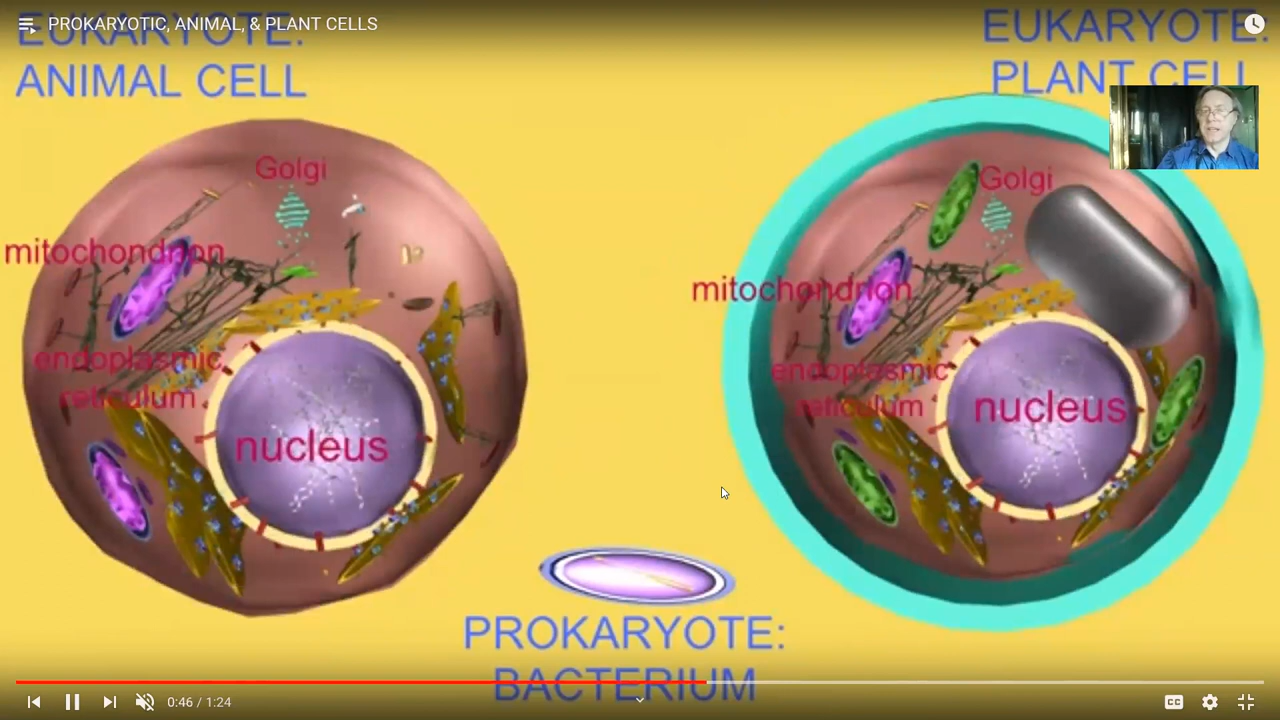 PROKARYOTIC, ANIMAL, & PLANT CELLS
EUKARYOTE:
ANIMAL CELL
EUKARYOTE:
PLANT CELL
Golgi
mitochondrion
endoplasmic
reticulum
nucleus
Golgi
mitochondrion
endoplasmic
reticulum
nucleus
PROKARYOTE:
BACTERIUM
0:46 / 1:24
CC